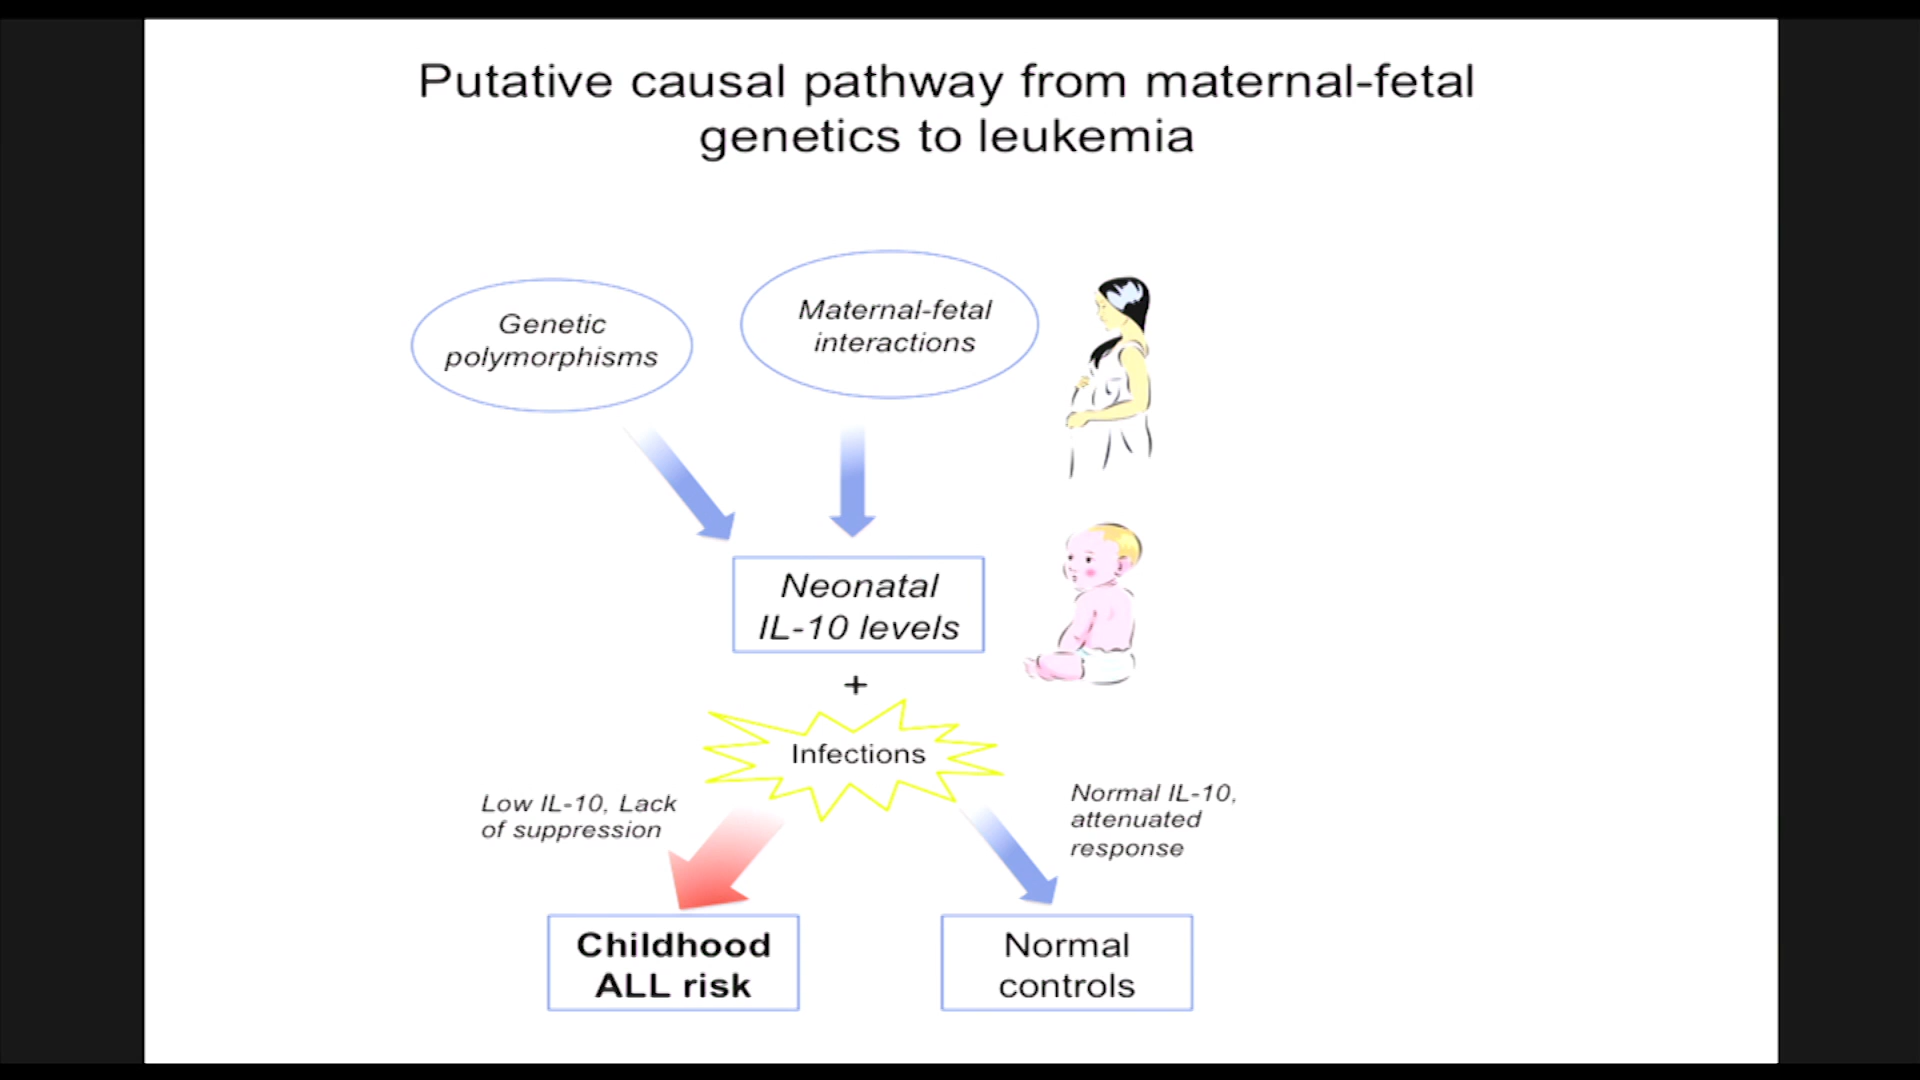 Putative causal pathway from maternal-fetal
genetics to leukemia
Genetic
polymorphisms
Maternal-fetal
interactions
Neonatal
IL-10 levels
+
Infections
Low IL-10, Lack
of suppression
Normal IL-10,
attenuated
response
Childhood
ALL risk
Normal
controls